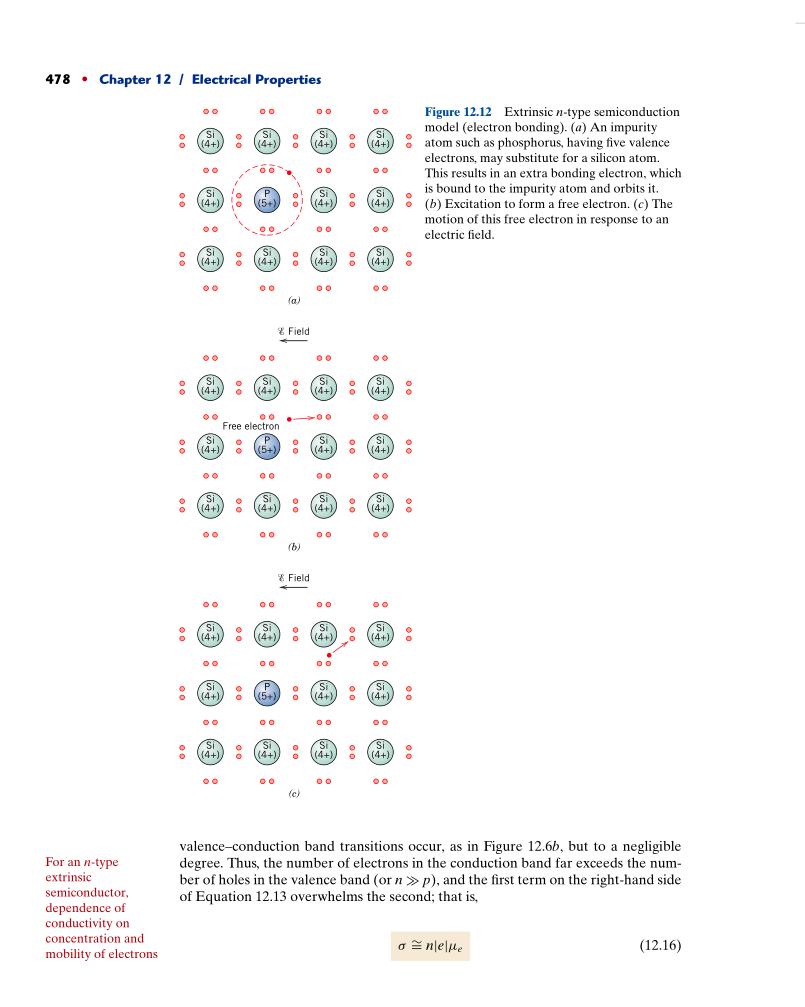 478 • Chapter 12 / Electrical Properties
Figure 12.12 Extrinsic n-type semiconduction
model (electron bonding). (a) An impurity
atom such as phosphorus, having five valence
electrons, may substitute for a silicon atom.
This results in an extra bonding electron, which
is bound to the impurity atom and orbits it.
(b) Excitation to form a free electron. (c) The
motion of this free electron in response to an
electric field.
Si Si Si Si
(4+) (4+) (4+) (4+)
Si P Si Si
(4+) (5+) (4+) (4+)
Si Si Si Si
(4+) (4+) (4+) (4+)
(a)
ℰ Field
Si Si Si Si
(4+) (4+) (4+) (4+)
Free electron
Si P Si Si
(4+) (5+) (4+) (4+)
Si Si Si Si
(4+) (4+) (4+) (4+)
(b)
ℰ Field
Si Si Si Si
(4+) (4+) (4+) (4+)
Si P Si Si
(4+) (5+) (4+) (4+)
Si Si Si Si
(4+) (4+) (4+) (4+)
(c)
valence–conduction band transitions occur, as in Figure 12.6b, but to a negligible
degree. Thus, the number of electrons in the conduction band far exceeds the num-
ber of holes in the valence band (or n ≫ p), and the first term on the right-hand side
of Equation 12.13 overwhelms the second; that is,
For an n-type
extrinsic
semiconductor,
dependence of
conductivity on
concentration and
mobility of electrons
σ ≅ n|e|μₑ (12.16)